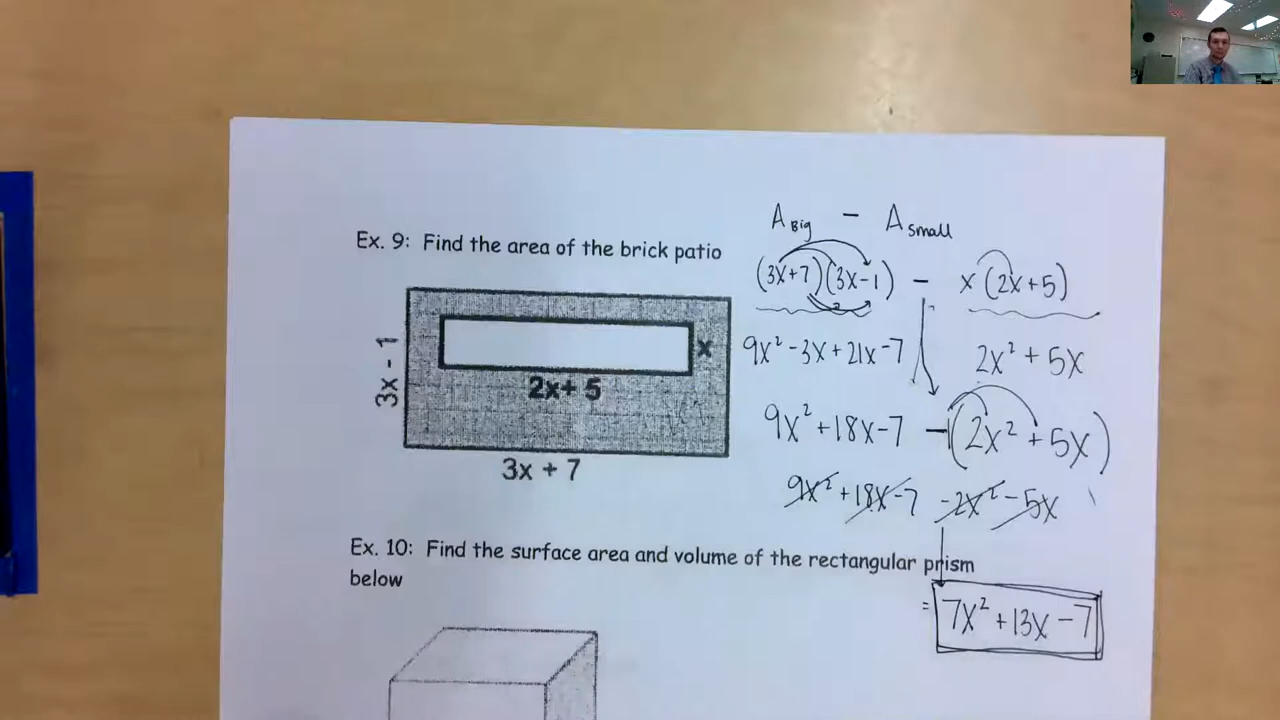 Ex. 9: Find the area of the brick patio
3x - 1
x
2x+ 5
3x + 7
A Big - A Small
(3x+7)(3x-1) - x(2x+5)
9x² -3x + 21x -7 2x² + 5x
9x² +18x-7 -1(2x² +5x)
9x² +18x-7 -2x² -5x
= 7x² +13x -7
Ex. 10: Find the surface area and volume of the rectangular prism
below